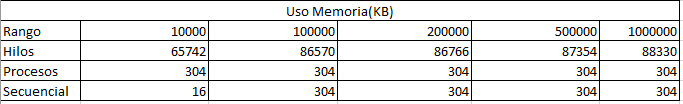 Uso Memoria(KB)
Rango 10000 100000 200000 500000 1000000
Hilos 65742 86570 86766 87354 88330
Procesos 304 304 304 304 304
Secuencial 16 304 304 304 304